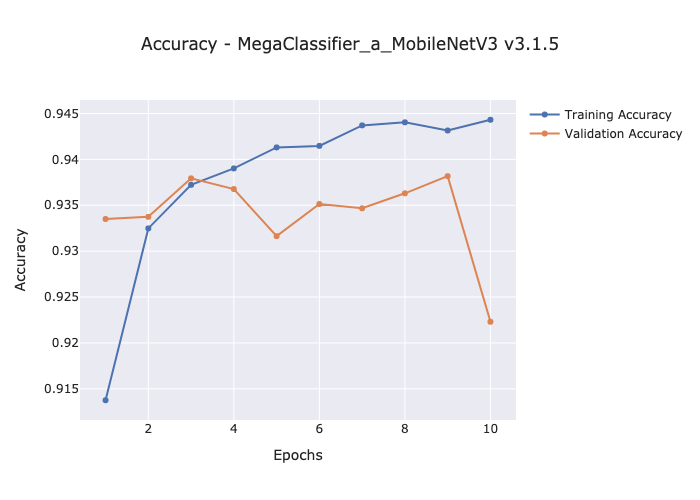 Accuracy - MegaClassifier_a_MobileNetV3 v3.1.5
Training Accuracy
Validation Accuracy
Accuracy
0.945
0.94
0.935
0.93
0.925
0.92
0.915
2
4
6
8
10
Epochs